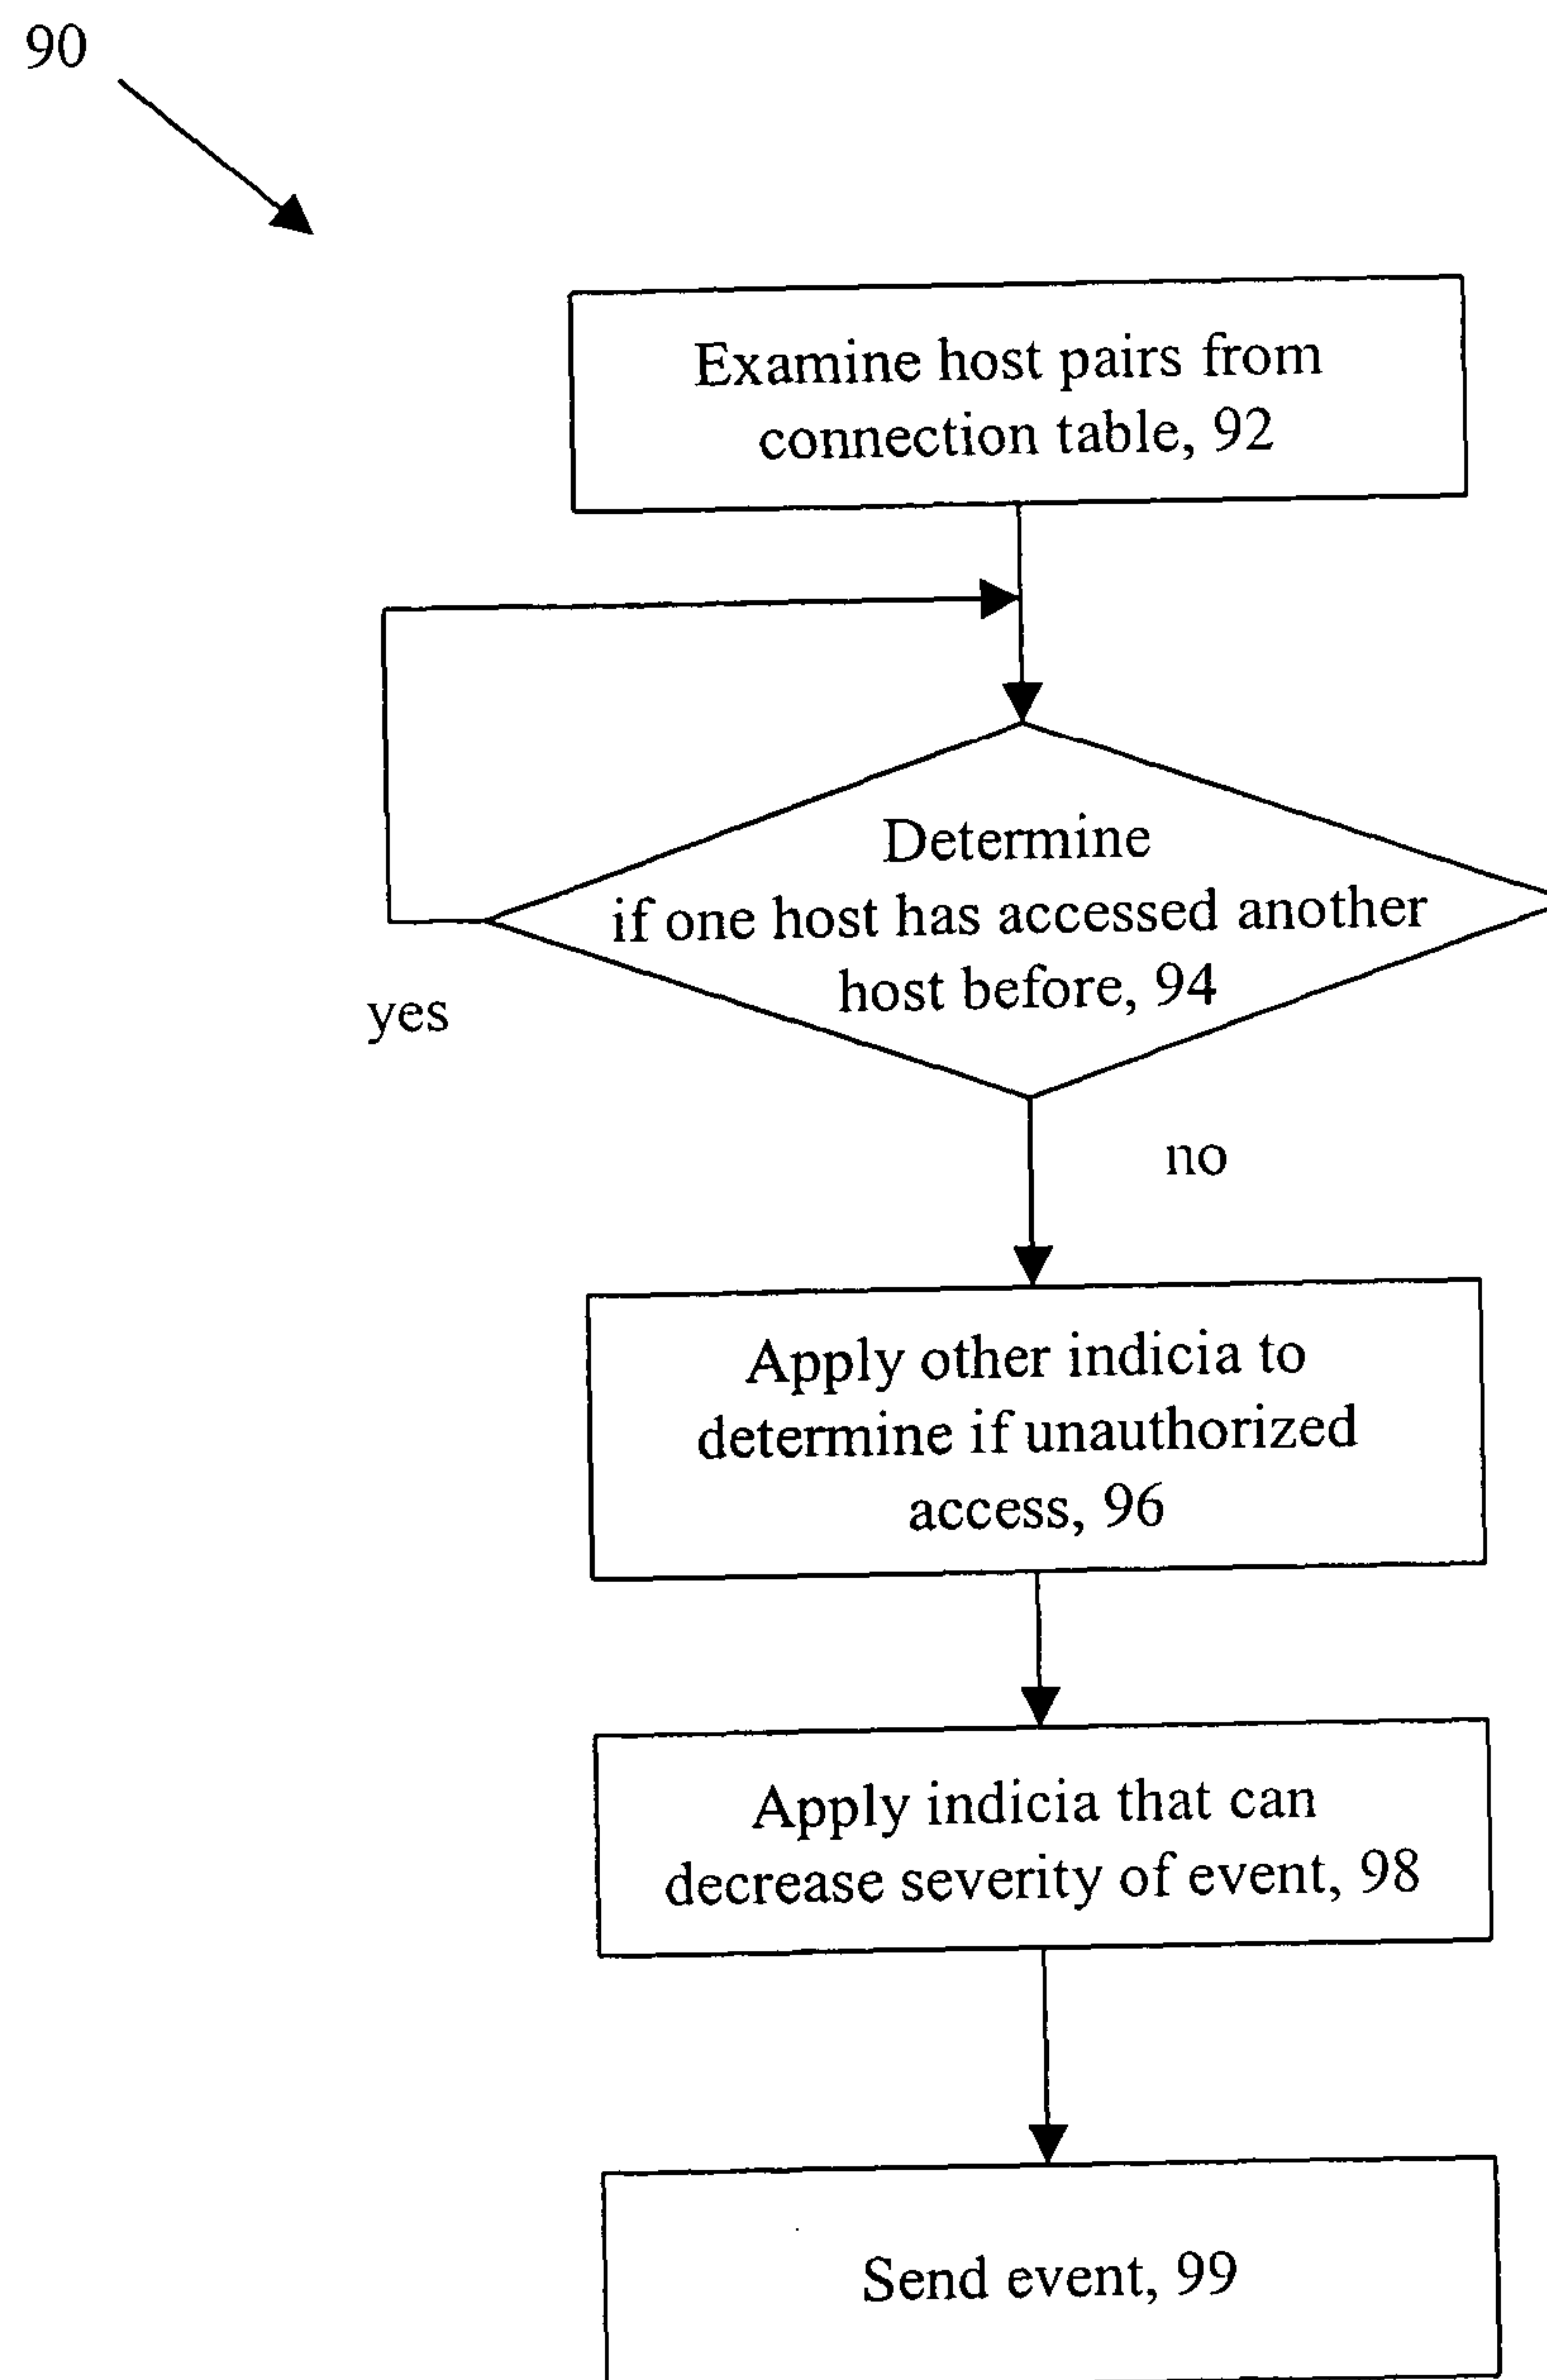 90
Examine host pairs from
connection table, 92
Determine
if one host has accessed another
host before, 94
yes
no
Apply other indicia to
determine if unauthorized
access, 96
Apply indicia that can
decrease severity of event, 98
Send event, 99